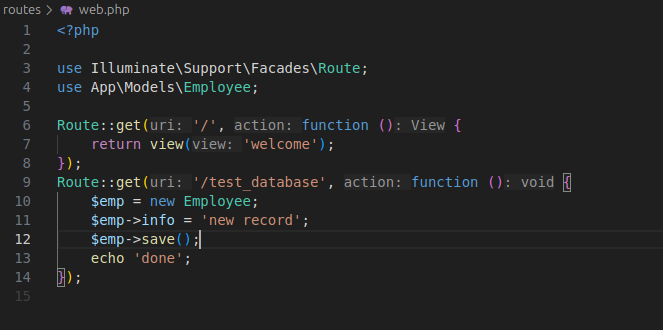 routes > web.php
1 <?php
2
3 use Illuminate\Support\Facades\Route;
4 use App\Models\Employee;
5
6 Route::get(uri: '/', action: function (): View {
7     return view(view: 'welcome');
8 });
9 Route::get(uri: '/test_database', action: function (): void {
10     $emp = new Employee;
11     $emp->info = 'new record';
12     $emp->save();
13     echo 'done';
14 });
15